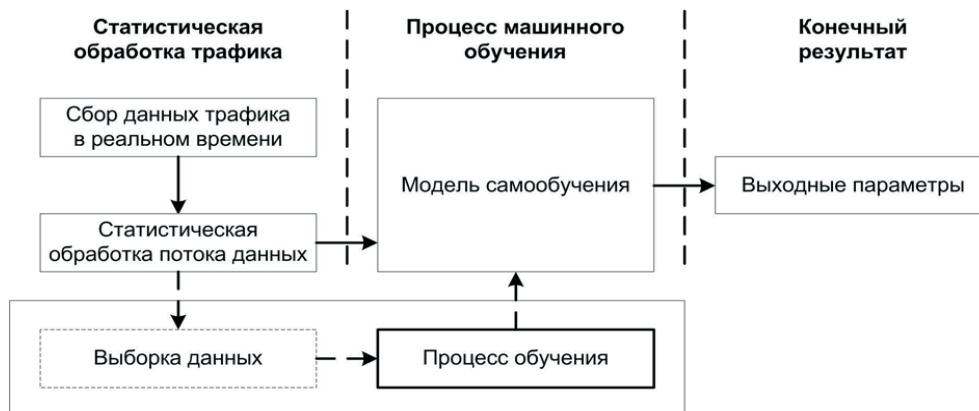 Статистическая
обработка трафика
Процесс машинного
обучения
Конечный
результат
Сбор данных трафика
в реальном времени
Модель самообучения
Выходные параметры
Статистическая
обработка потока данных
Выборка данных
Процесс обучения